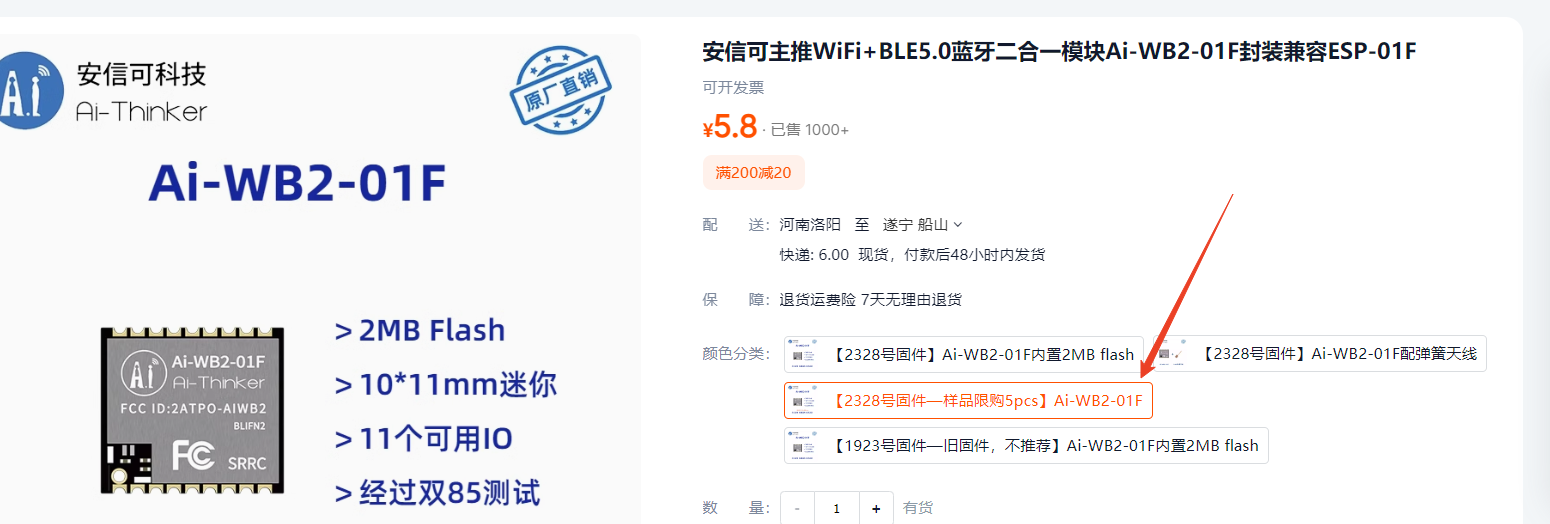 安信可科技
Ai-Thinker
原厂直销
Ai-WB2-01F
> 2MB Flash
> 10*11mm迷你
> 11个可用IO
> 经过双85测试
Ai
Ai-WB2-01F
Ai-Thinker
FCC ID:2ATPO-AIWB2
BLIFN2
FC SRRC
安信可主推WiFi+BLE5.0蓝牙二合一模块Ai-WB2-01F封装兼容ESP-01F
可开发票
¥5.8 · 已售 1000+
满200减20
配 送: 河南洛阳 至 遂宁 船山
快递: 6.00 现货，付款后48小时内发货
保 障: 退货运费险 7天无理由退货
颜色分类: 【2328号固件】Ai-WB2-01F内置2MB flash 【2328号固件】Ai-WB2-01F配弹簧天线
【2328号固件—样品限购5pcs】Ai-WB2-01F
【1923号固件—旧固件，不推荐】Ai-WB2-01F内置2MB flash
数 量: - 1 + 有货